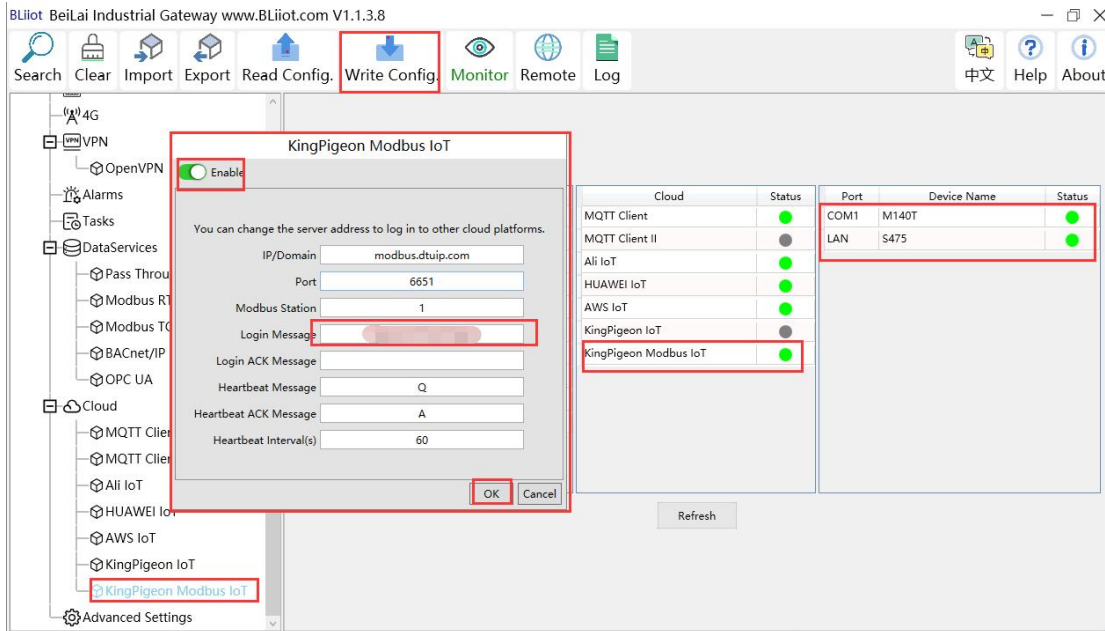 BLiiot BeiLai Industrial Gateway www.BLiiot.com V1.1.3.8
Search Clear Import Export Read Config. Write Config. Monitor Remote Log 中文 Help About
4G
VPN
OpenVPN
Alarms
Tasks
DataServices
Pass Throu
Modbus RT
Modbus TC
BACnet/IP
OPC UA
Cloud
MQTT Clier
MQTT Clier
Ali IoT
HUAWEI IoT
AWS IoT
KingPigeon IoT
KingPigeon Modbus IoT
Advanced Settings
KingPigeon Modbus IoT
Enable
You can change the server address to log in to other cloud platforms.
IP/Domain modbus.dtuip.com
Port 6651
Modbus Station 1
Login Message
Login ACK Message
Heartbeat Message Q
Heartbeat ACK Message A
Heartbeat Interval(s) 60
OK Cancel
Cloud Status
MQTT Client
MQTT Client II
Ali IoT
HUAWEI IoT
AWS IoT
KingPigeon IoT
KingPigeon Modbus IoT
Port Device Name Status
COM1 M140T
LAN S475
Refresh